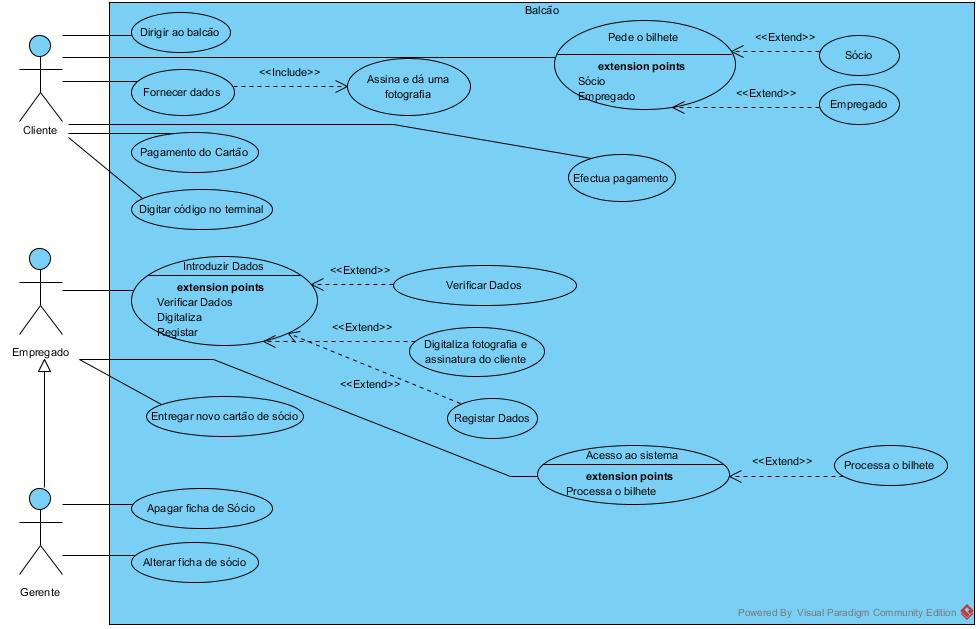 Balcão
Dirigir ao balcão
Pede o bilhete
extension points
Sócio
Empregado
<<Extend>>
Sócio
<<Extend>>
Empregado
Fornecer dados
<<Include>>
Assina e dá uma
fotografia
Cliente
Pagamento do Cartão
Efectua pagamento
Digitar código no terminal
Introduzir Dados
extension points
Verificar Dados
Digitaliza
Registar
<<Extend>>
Verificar Dados
<<Extend>>
Digitaliza fotografia e
assinatura do cliente
Empregado
<<Extend>>
Registar Dados
Entregar novo cartão de sócio
Acesso ao sistema
extension points
Processa o bilhete
<<Extend>>
Processa o bilhete
Apagar ficha de Sócio
Alterar ficha de sócio
Gerente
Powered By Visual Paradigm Community Edition